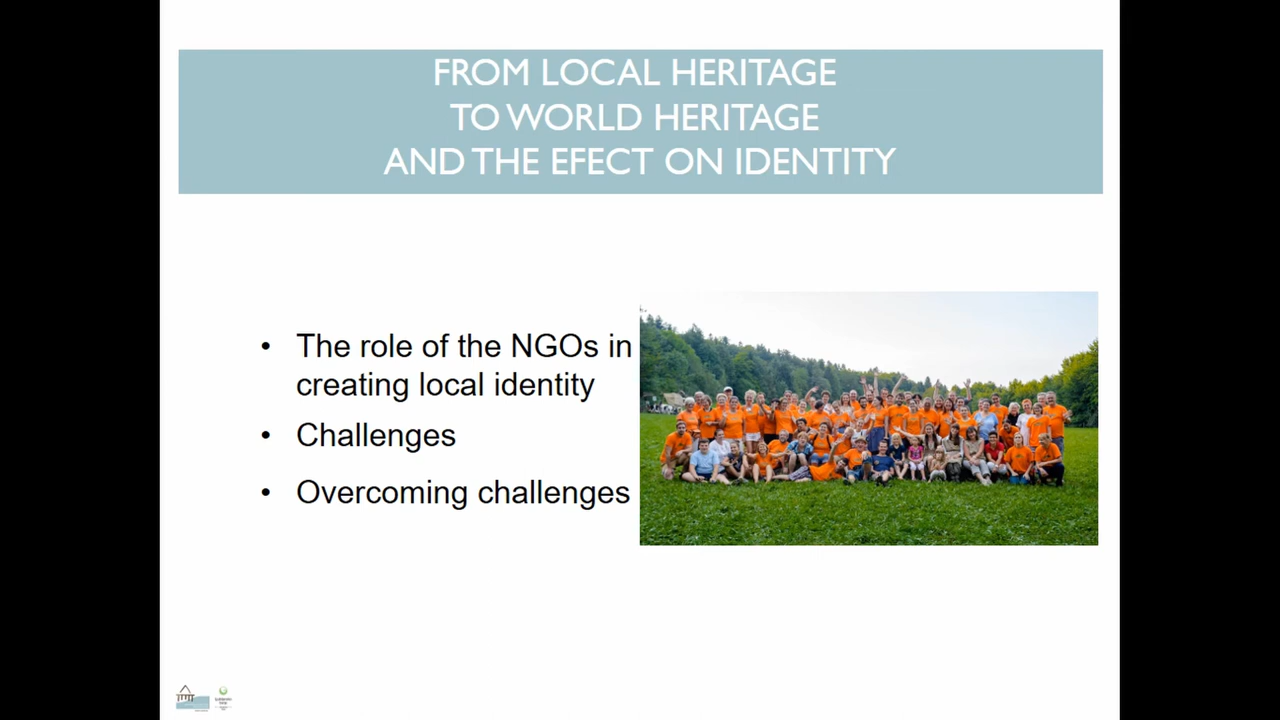 FROM LOCAL HERITAGE
TO WORLD HERITAGE
AND THE EFECT ON IDENTITY
• The role of the NGOs in
creating local identity
• Challenges
• Overcoming challenges